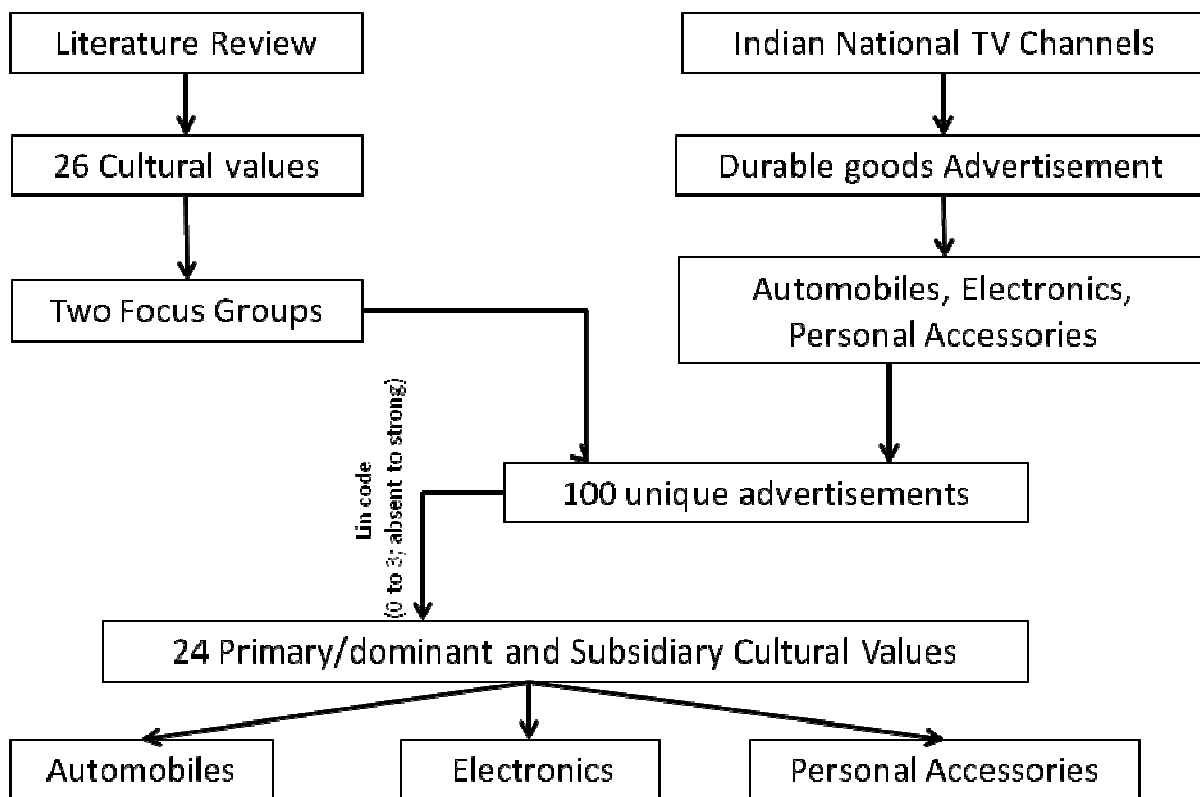 Literature Review
Indian National TV Channels
26 Cultural values
Durable goods Advertisement
Two Focus Groups
Automobiles, Electronics,
Personal Accessories
Lin code
(0 to 3; absent to strong)
100 unique advertisements
24 Primary/dominant and Subsidiary Cultural Values
Automobiles
Electronics
Personal Accessories